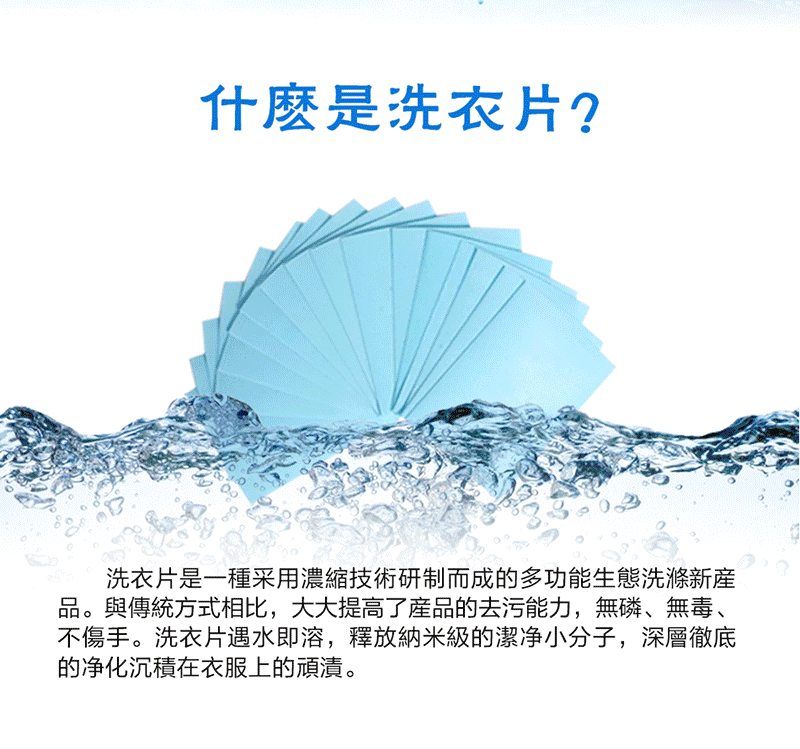 什麽是洗衣片?
洗衣片是一種采用濃縮技術研制而成的多功能生態洗滌新産
品。與傳統方式相比，大大提高了産品的去污能力，無磷、無毒、
不傷手。洗衣片遇水即溶，釋放納米級的潔净小分子，深層徹底
的净化沉積在衣服上的頑漬。